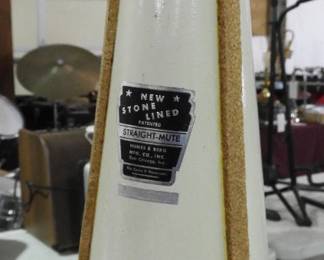 NEW
STONE
LINED
PATENTED
STRAIGHT-MUTE
HUMES & BERG
MFG. CO., INC.